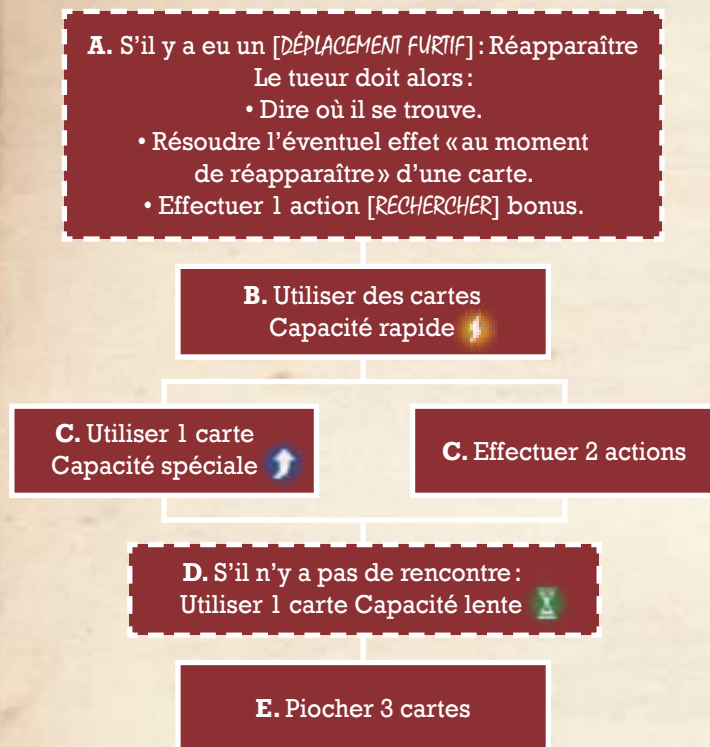 A. S'il y a eu un [DÉPLACEMENT FURTIF] : Réapparaître
Le tueur doit alors :
• Dire où il se trouve.
• Résoudre l'éventuel effet « au moment
de réapparaître » d'une carte.
• Effectuer 1 action [RECHERCHER] bonus.
B. Utiliser des cartes
Capacité rapide
C. Utiliser 1 carte
Capacité spéciale
C. Effectuer 2 actions
D. S'il n'y a pas de rencontre :
Utiliser 1 carte Capacité lente
E. Piocher 3 cartes